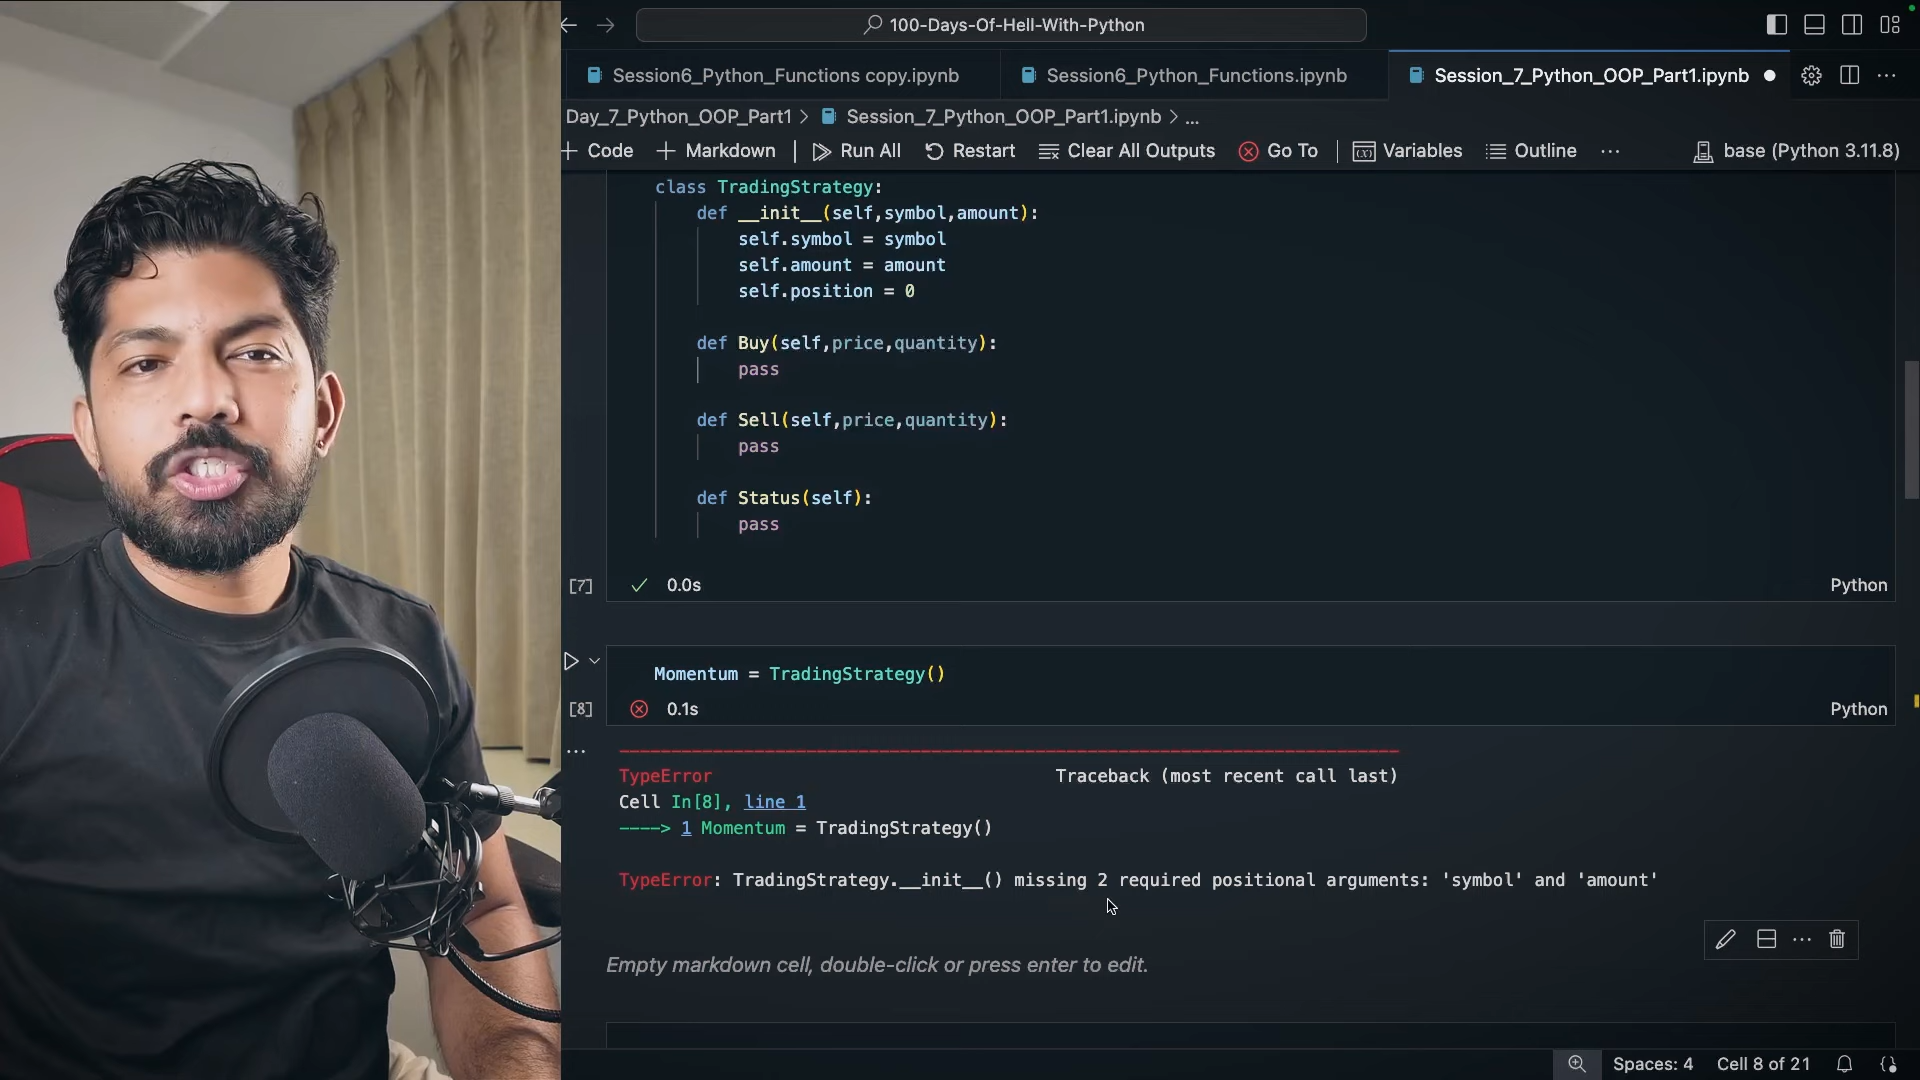 100-Days-Of-Hell-With-Python
Session6_Python_Functions copy.ipynb
Session6_Python_Functions.ipynb
Session_7_Python_OOP_Part1.ipynb
Day_7_Python_OOP_Part1 > Session_7_Python_OOP_Part1.ipynb > ...
+ Code + Markdown | Run All Restart Clear All Outputs Go To | Variables Outline ... base (Python 3.11.8)
class TradingStrategy:
def __init__(self,symbol,amount):
self.symbol = symbol
self.amount = amount
self.position = 0
def Buy(self,price,quantity):
pass
def Sell(self,price,quantity):
pass
def Status(self):
pass
[7] ✓ 0.0s Python
Momentum = TradingStrategy()
[8] 0.1s Python
...
TypeError Traceback (most recent call last)
Cell In[8], line 1
----> 1 Momentum = TradingStrategy()
TypeError: TradingStrategy.__init__() missing 2 required positional arguments: 'symbol' and 'amount'
Empty markdown cell, double-click or press enter to edit.
Spaces: 4 Cell 8 of 21